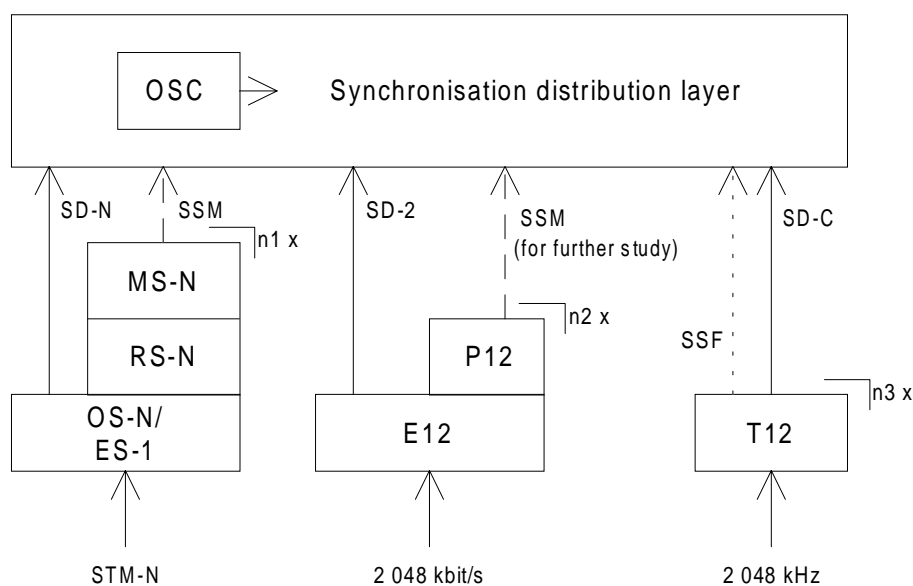 OSC
Synchronisation distribution layer
SD-N
SSM
n1 x
SD-2
SSM
(for further study)
n2 x
SD-C
SSF
n3 x
MS-N
RS-N
P12
OS-N/
ES-1
E12
T12
STM-N
2 048 kbit/s
2 048 kHz